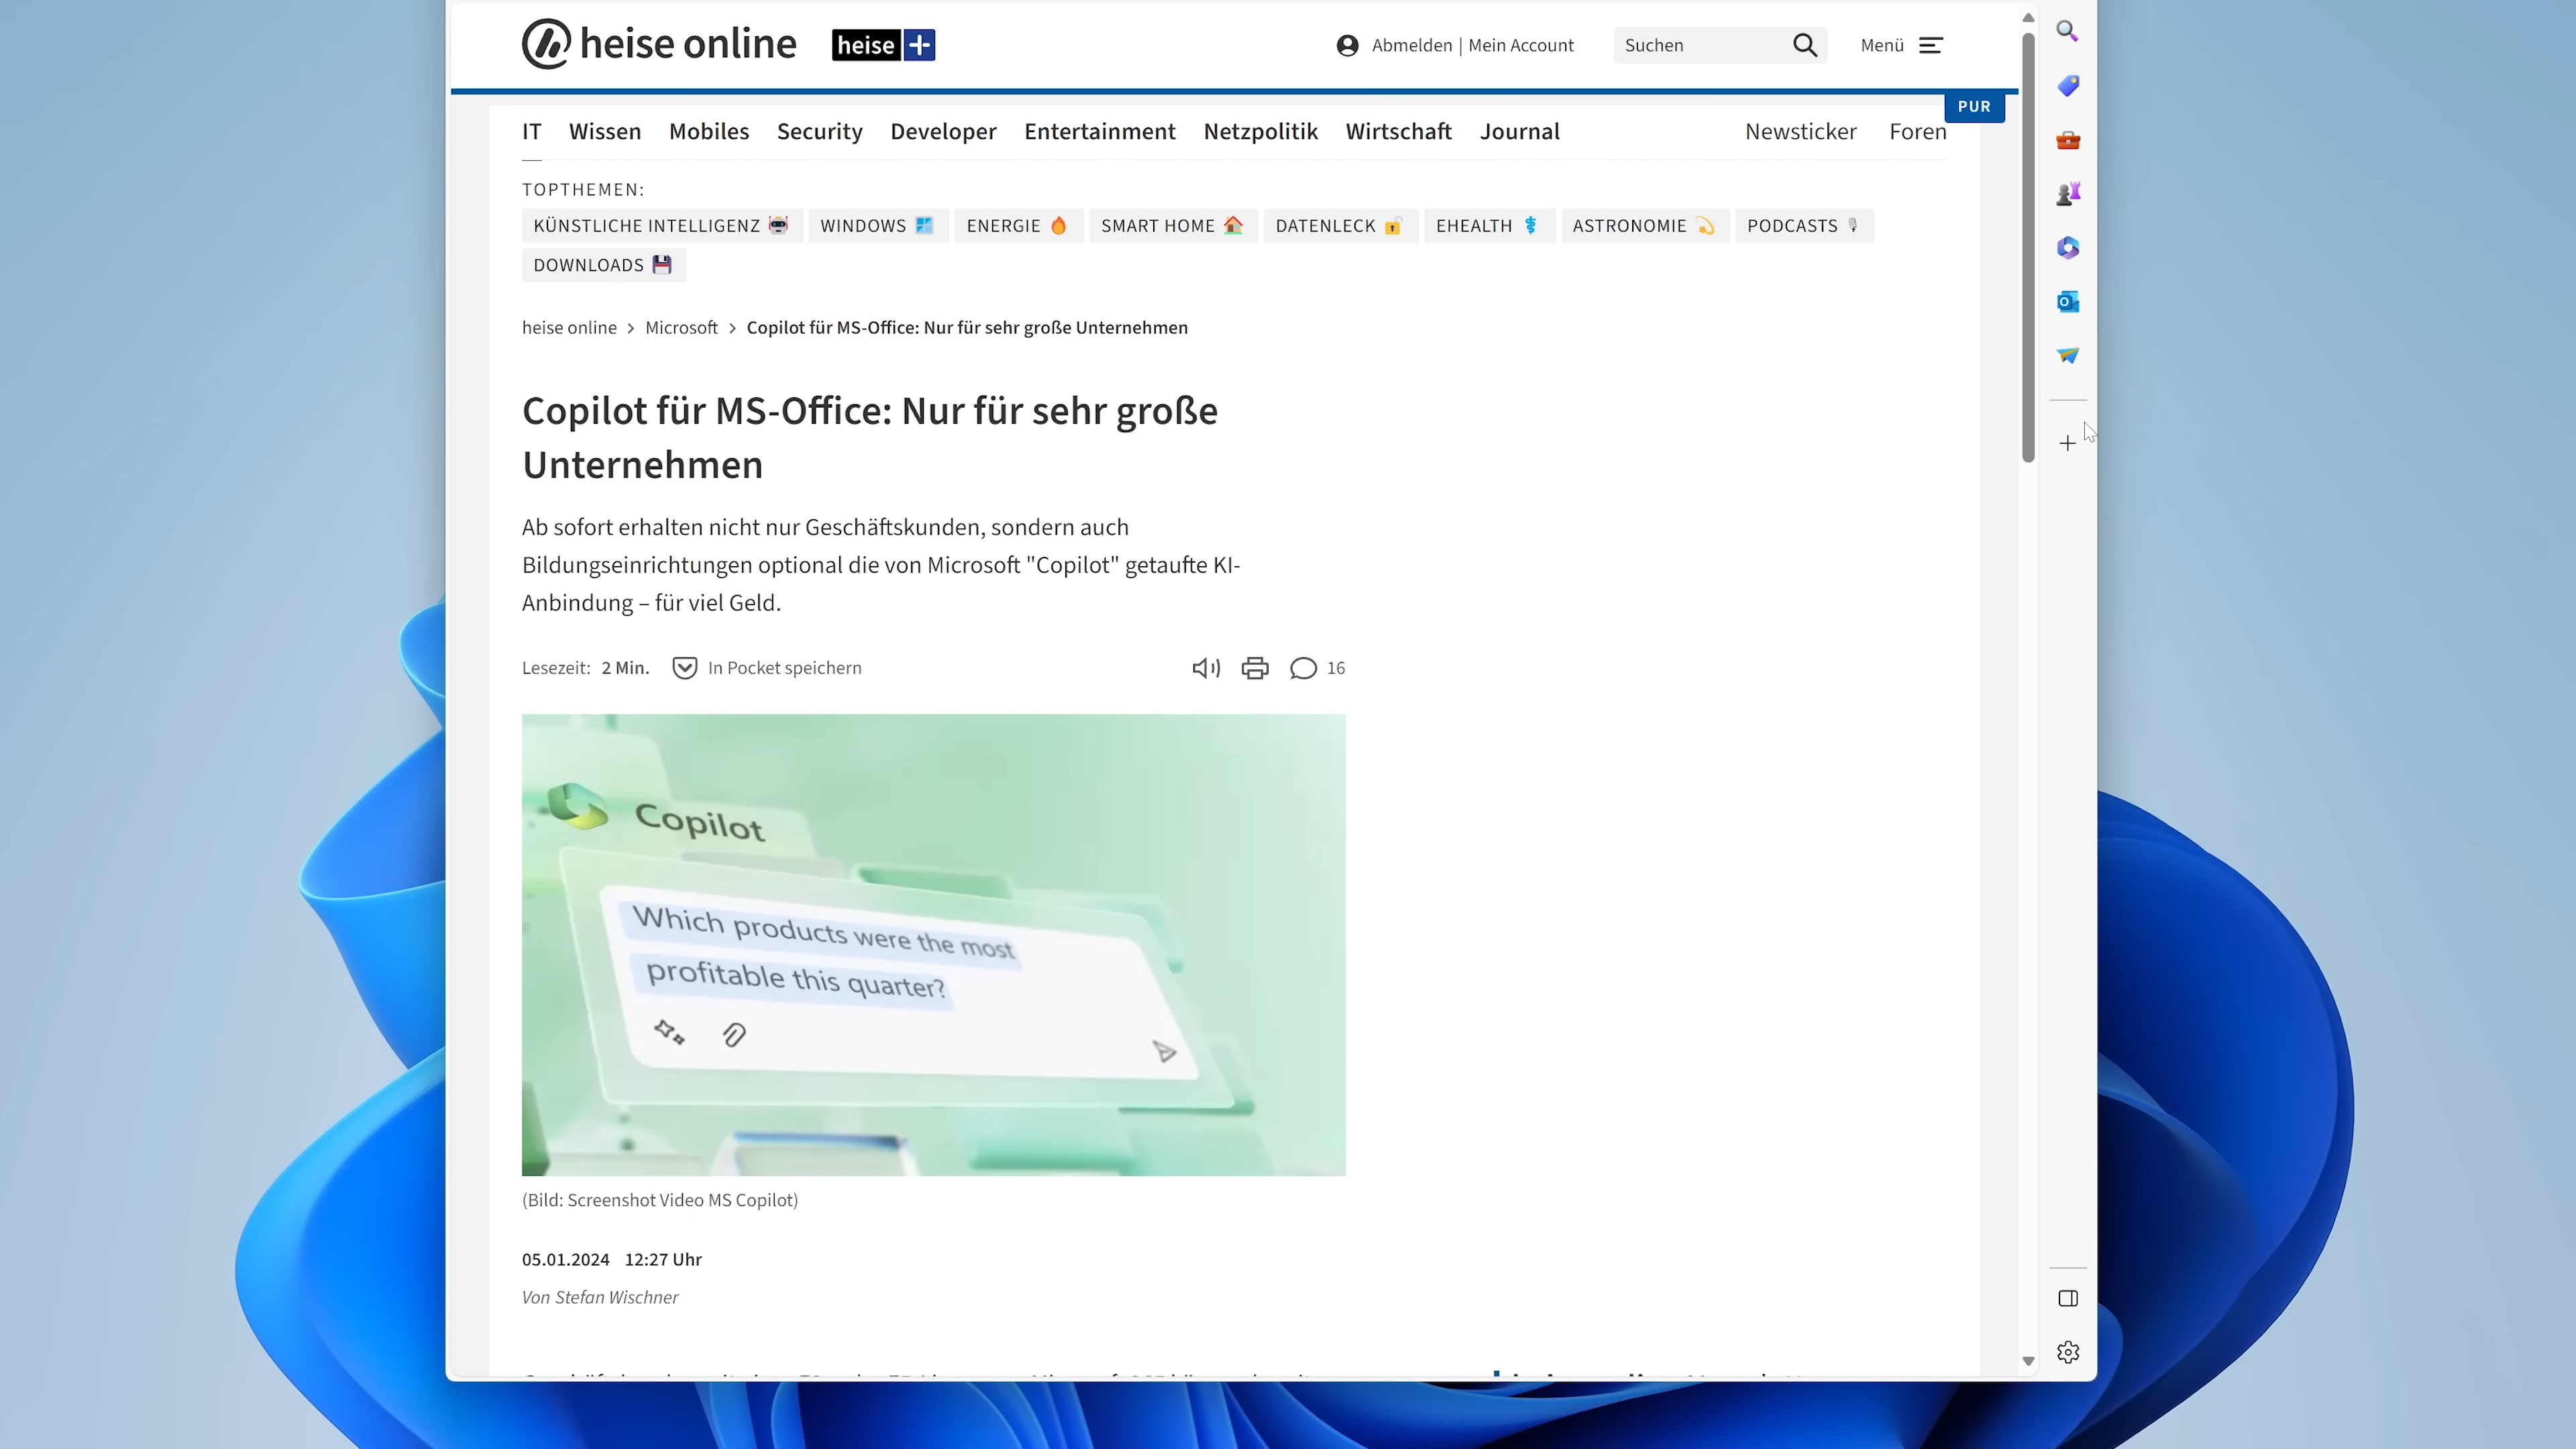 heise online heise + Abmelden | Mein Account Suchen Menü
PUR
IT Wissen Mobiles Security Developer Entertainment Netzpolitik Wirtschaft Journal Newsticker Foren
TOPTHEMEN:
KÜNSTLICHE INTELLIGENZ WINDOWS ENERGIE SMART HOME DATENLECK EHEALTH ASTRONOMIE PODCASTS
DOWNLOADS
heise online > Microsoft > Copilot für MS-Office: Nur für sehr große Unternehmen
Copilot für MS-Office: Nur für sehr große
Unternehmen
Ab sofort erhalten nicht nur Geschäftskunden, sondern auch
Bildungseinrichtungen optional die von Microsoft "Copilot" getaufte KI-
Anbindung – für viel Geld.
Lesezeit: 2 Min. In Pocket speichern 16
Copilot
Which products were the most
profitable this quarter?
(Bild: Screenshot Video MS Copilot)
05.01.2024 12:27 Uhr
Von Stefan Wischner